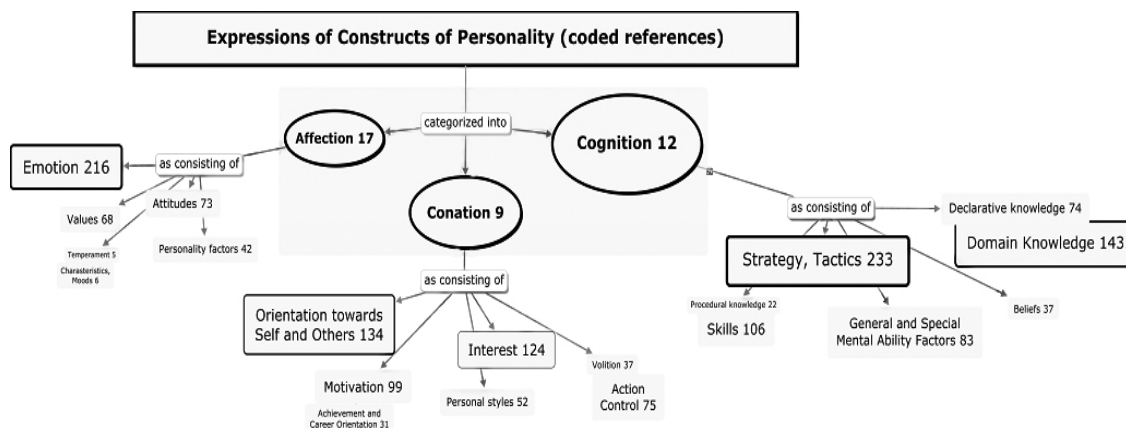 Expressions of Constructs of Personality (coded references)
categorized into
Affection 17
Cognition 12
Conation 9
as consisting of
Emotion 216
Values 68
Attitudes 73
Temperament 5
Charasteristics,
Moods 6
Personality factors 42
as consisting of
Orientation towards
Self and Others 134
Interest 124
Motivation 99
Achievement and
Career Orientation 31
Personal styles 52
Volition 37
Action
Control 75
as consisting of
Declarative knowledge 74
Domain Knowledge 143
Strategy, Tactics 233
Procedural knowledge 22
Skills 106
General and Special
Mental Ability Factors 83
Beliefs 37